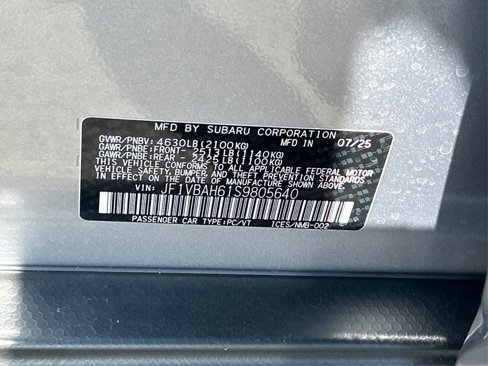 MFD BY SUBARU CORPORATION
GVWR/PNBV: 4630LB(2100KG) MFD IN 07/25
GAWR/PNBE:FRONT- 2513LB(1140KG)
GAWR/PNBE:REAR - 2425LB(1100KG)
THIS VEHICLE CONFORMS TO ALL APPLICABLE FEDERAL MOTOR
VEHICLE SAFETY, BUMPER, AND THEFT PREVENTION STANDARDS
IN EFFECT ON THE DATE OF MANUFACTURE SHOWN ABOVE.
VIN: JF1VBAH61S9805640
PASSENGER CAR TYPE:PC/VT ICES/NMB-002